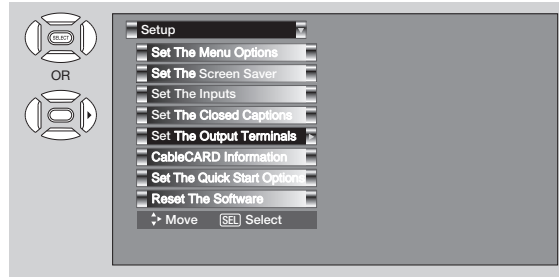 SELECT
OR
Setup
Set The Menu Options
Set The Screen Saver
Set The Inputs
Set The Closed Captions
Set The Output Terminals
CableCARD Information
Set The Quick Start Options
Reset The Software
Move SEL Select